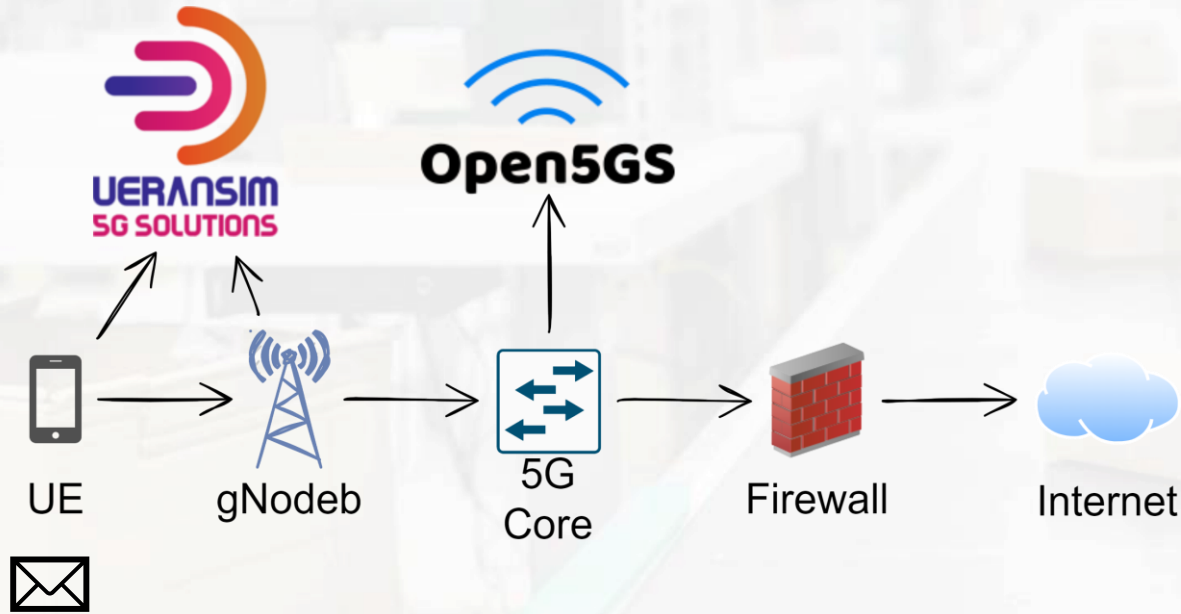 UERANSIM
5G SOLUTIONS
Open5GS
UE
gNodeb
5G
Core
Firewall
Internet